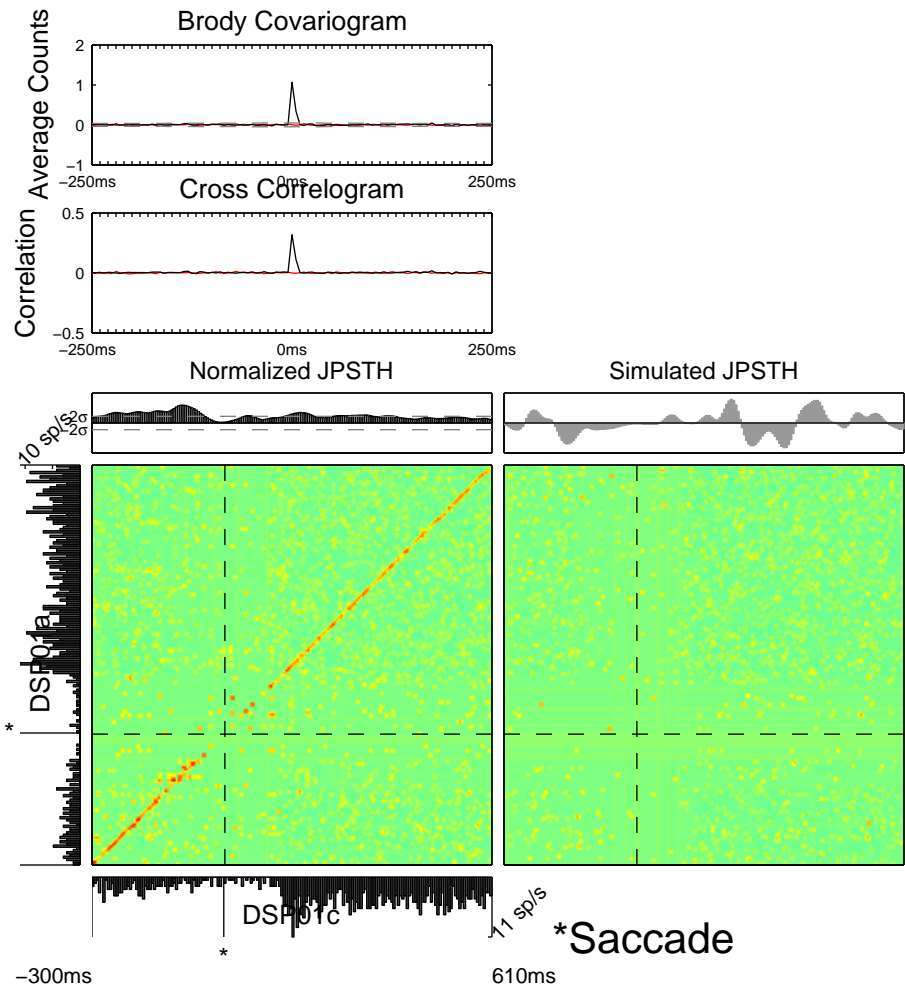 Brody Covariogram
Average Counts
2
1
0
−1
−250ms
0ms
250ms
Cross Correlogram
Correlation
0.5
0
−0.5
−250ms
0ms
250ms
Normalized JPSTH
Simulated JPSTH
2σ
−2σ
10 sp/s
DSP01a
*
DSP01c
11 sp/s
*
*Saccade
−300ms
610ms